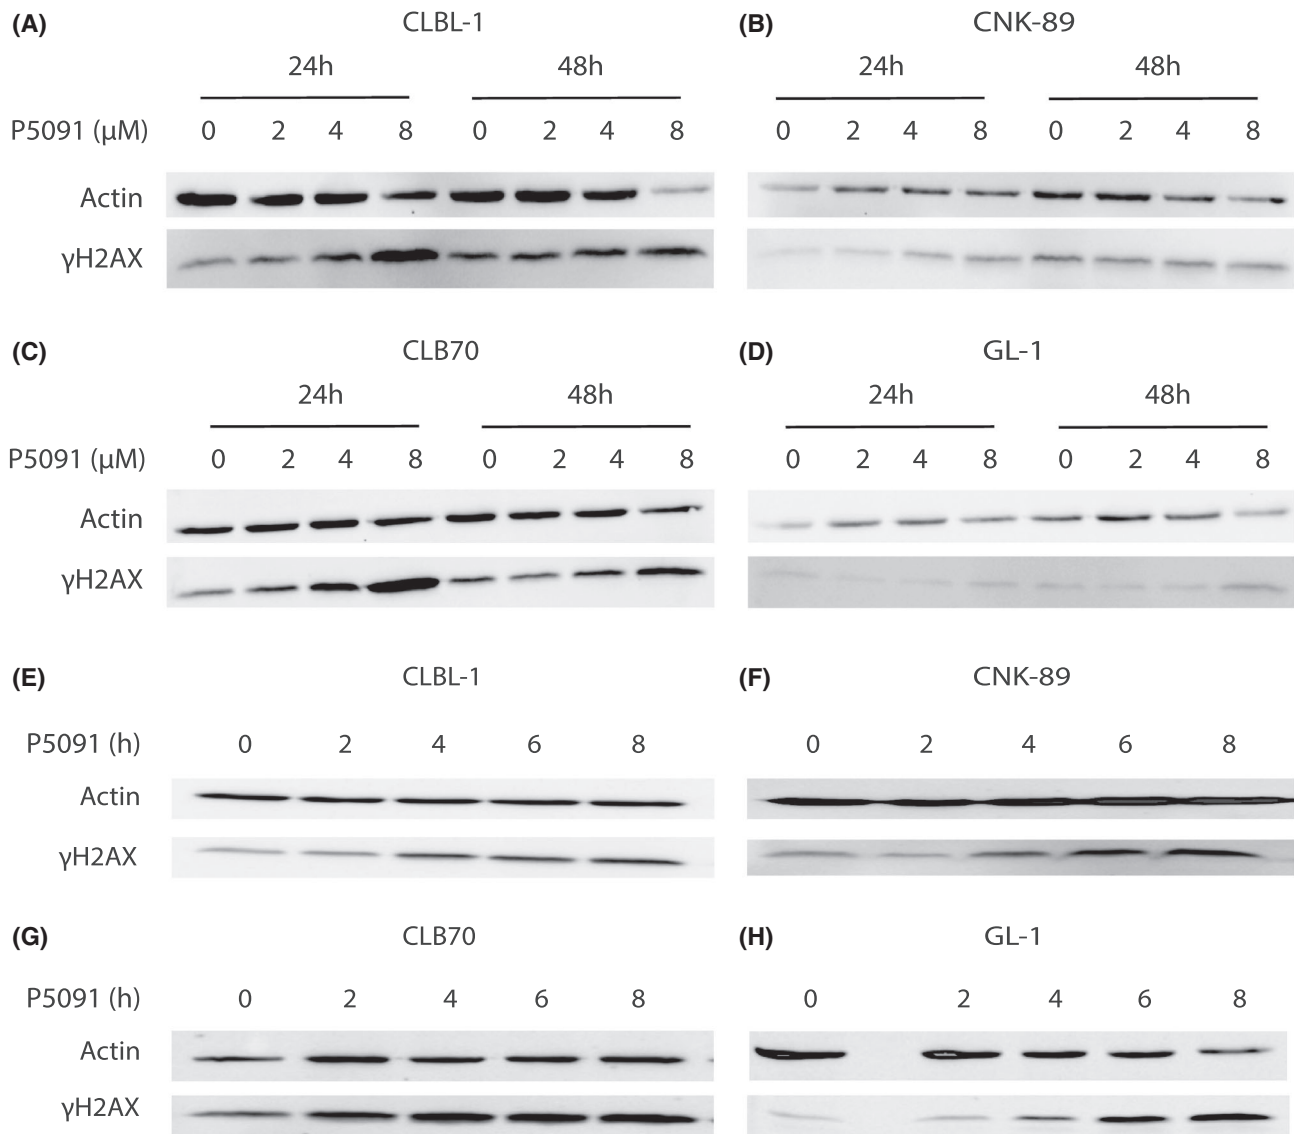 (A) CLBL-1 (B) CNK-89
24h 48h 24h 48h
P5091 (μM) 0 2 4 8 0 2 4 8 0 2 4 8 0 2 4 8
Actin
γH2AX
(C) CLB70 (D) GL-1
24h 48h 24h 48h
P5091 (μM) 0 2 4 8 0 2 4 8 0 2 4 8 0 2 4 8
Actin
γH2AX
(E) CLBL-1 (F) CNK-89
P5091 (h) 0 2 4 6 8 0 2 4 6 8
Actin
γH2AX
(G) CLB70 (H) GL-1
P5091 (h) 0 2 4 6 8 0 2 4 6 8
Actin
γH2AX